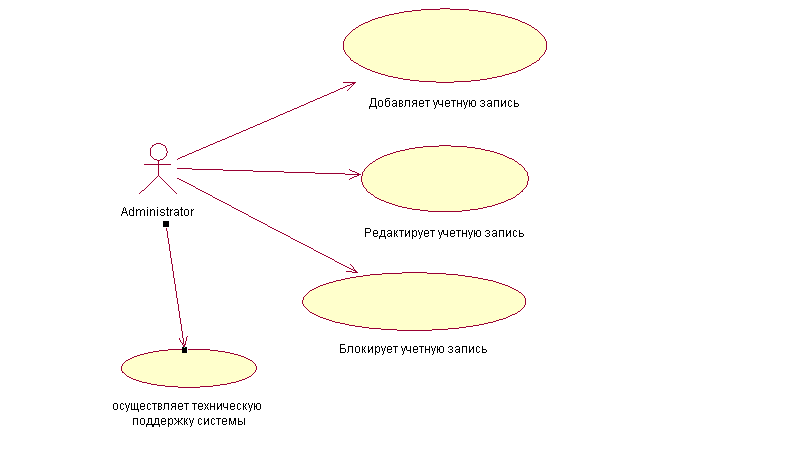 Добавляет учетную запись
Administrator
Редактирует учетную запись
Блокирует учетную запись
осуществляет техническую
поддержку системы